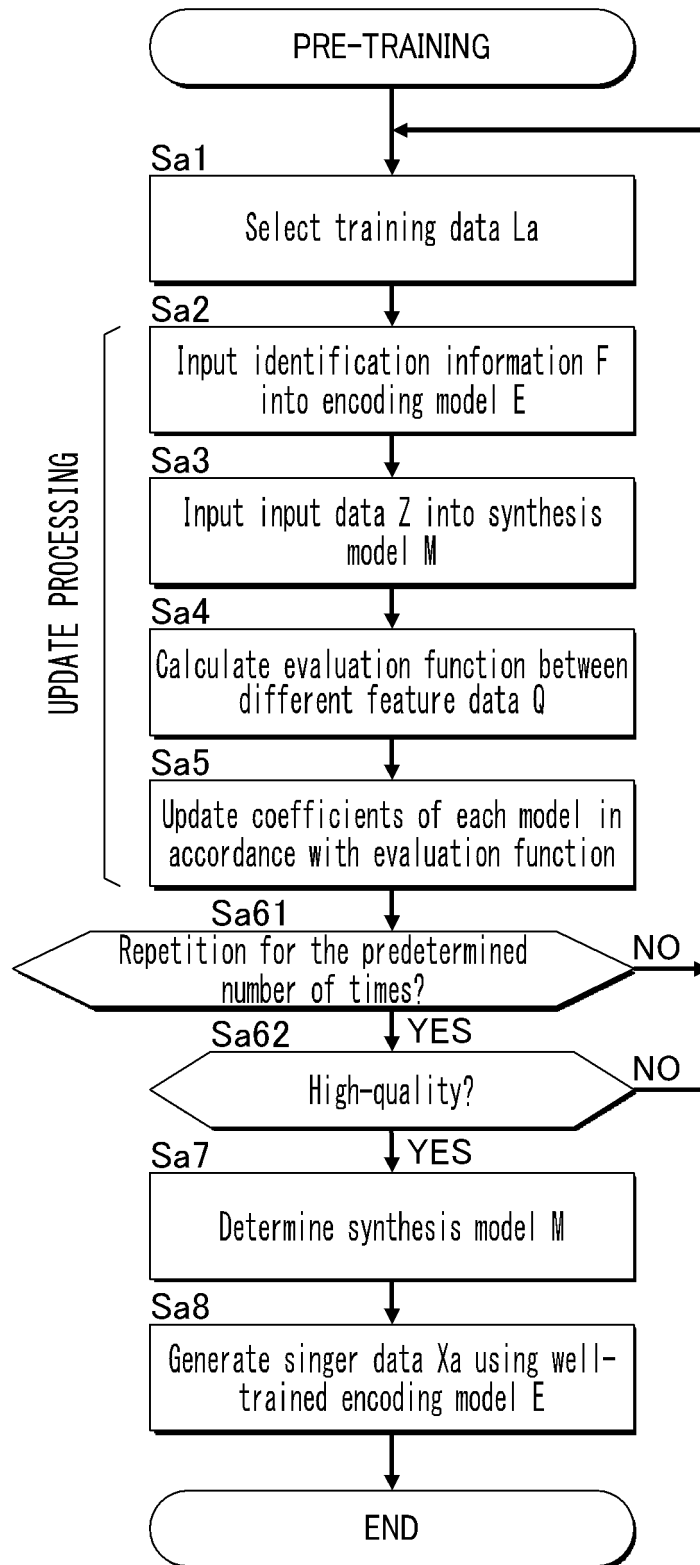 PRE-TRAINING
Sa1
Select training data La
Sa2
Input identification information F
into encoding model E
UPDATE PROCESSING
Sa3
Input input data Z into synthesis
model M
Sa4
Calculate evaluation function between
different feature data Q
Sa5
Update coefficients of each model in
accordance with evaluation function
Sa61
Repetition for the predetermined
number of times?
NO
YES
Sa62
High-quality?
NO
YES
Sa7
Determine synthesis model M
Sa8
Generate singer data Xa using well-
trained encoding model E
END